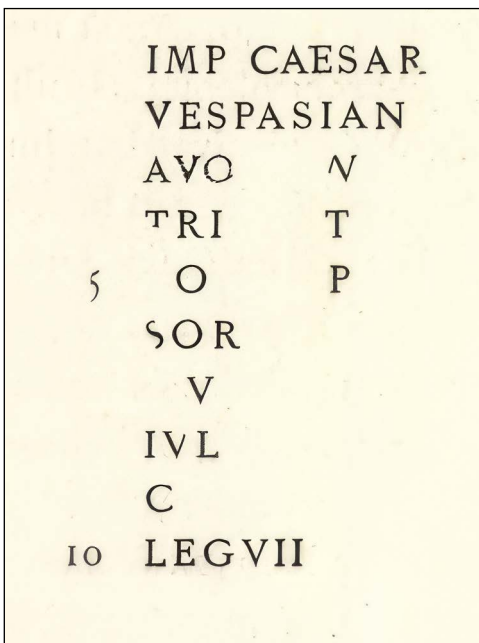 IMP CAESAR
VESPASIAN
AVO N
TRI T
5 O P
SOR
V
IVL
C
10 LEGVII